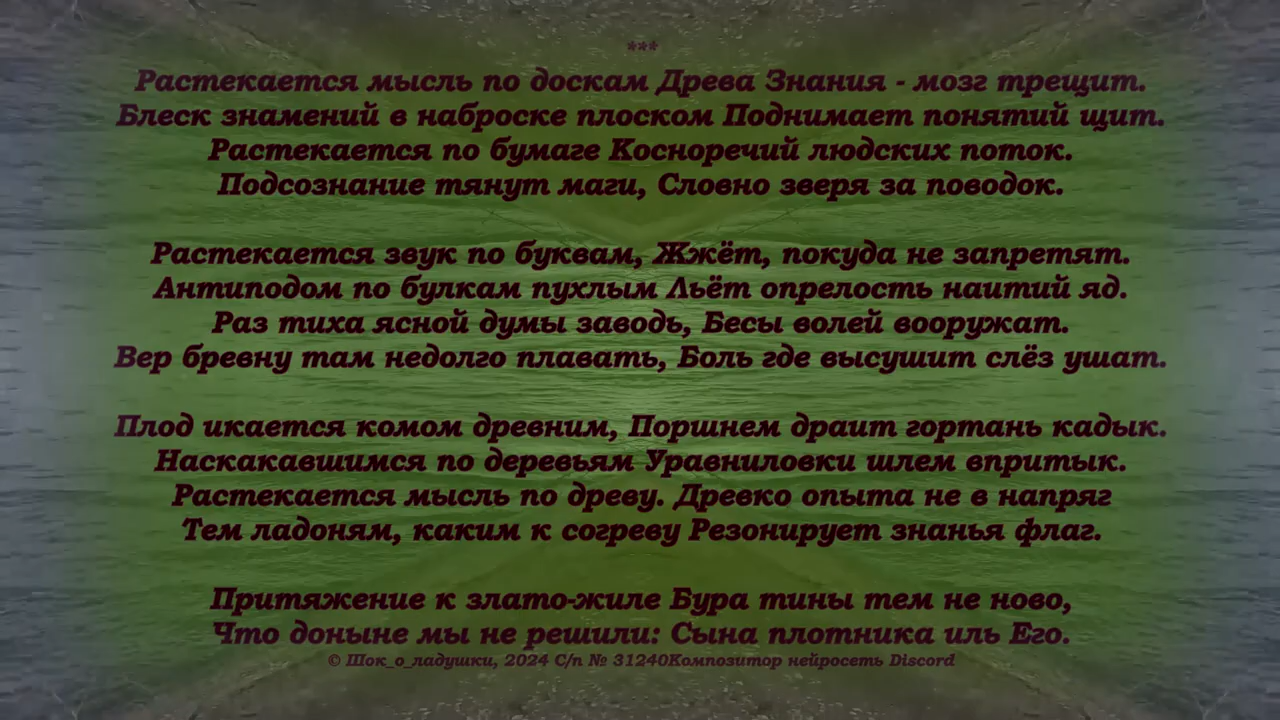 ***
Растекается мысль по доскам Древа Знания - мозг трещит.
Блеск знамений в наброске плоском Поднимает понятий щит.
Растекается по бумаге Косноречий людских поток.
Подсознание тянут маги, Словно зверя за поводок.
Растекается звук по буквам, Жжёт, покуда не запретят.
Антиподом по булкам пухлым Льёт опрелость наитий яд.
Раз тиха ясной думы заводь, Бесы волей вооружат.
Вер бревну там недолго плавать, Боль где высушит слёз ушат.
Плод икается комом древним, Поршнем драит гортань кадык.
Наскакавшимся по деревьям Уравниловки шлем впритык.
Растекается мысль по древу. Древко опыта не в напряг
Тем ладоням, каким к согреву Резонирует знанья флаг.
Притяжение к злато-жиле Бура тины тем не ново,
Что доныне мы не решили: Сына плотника иль Его.
© Шок_о_ладушки, 2024 С/п № 31240Композитор нейросеть Discord